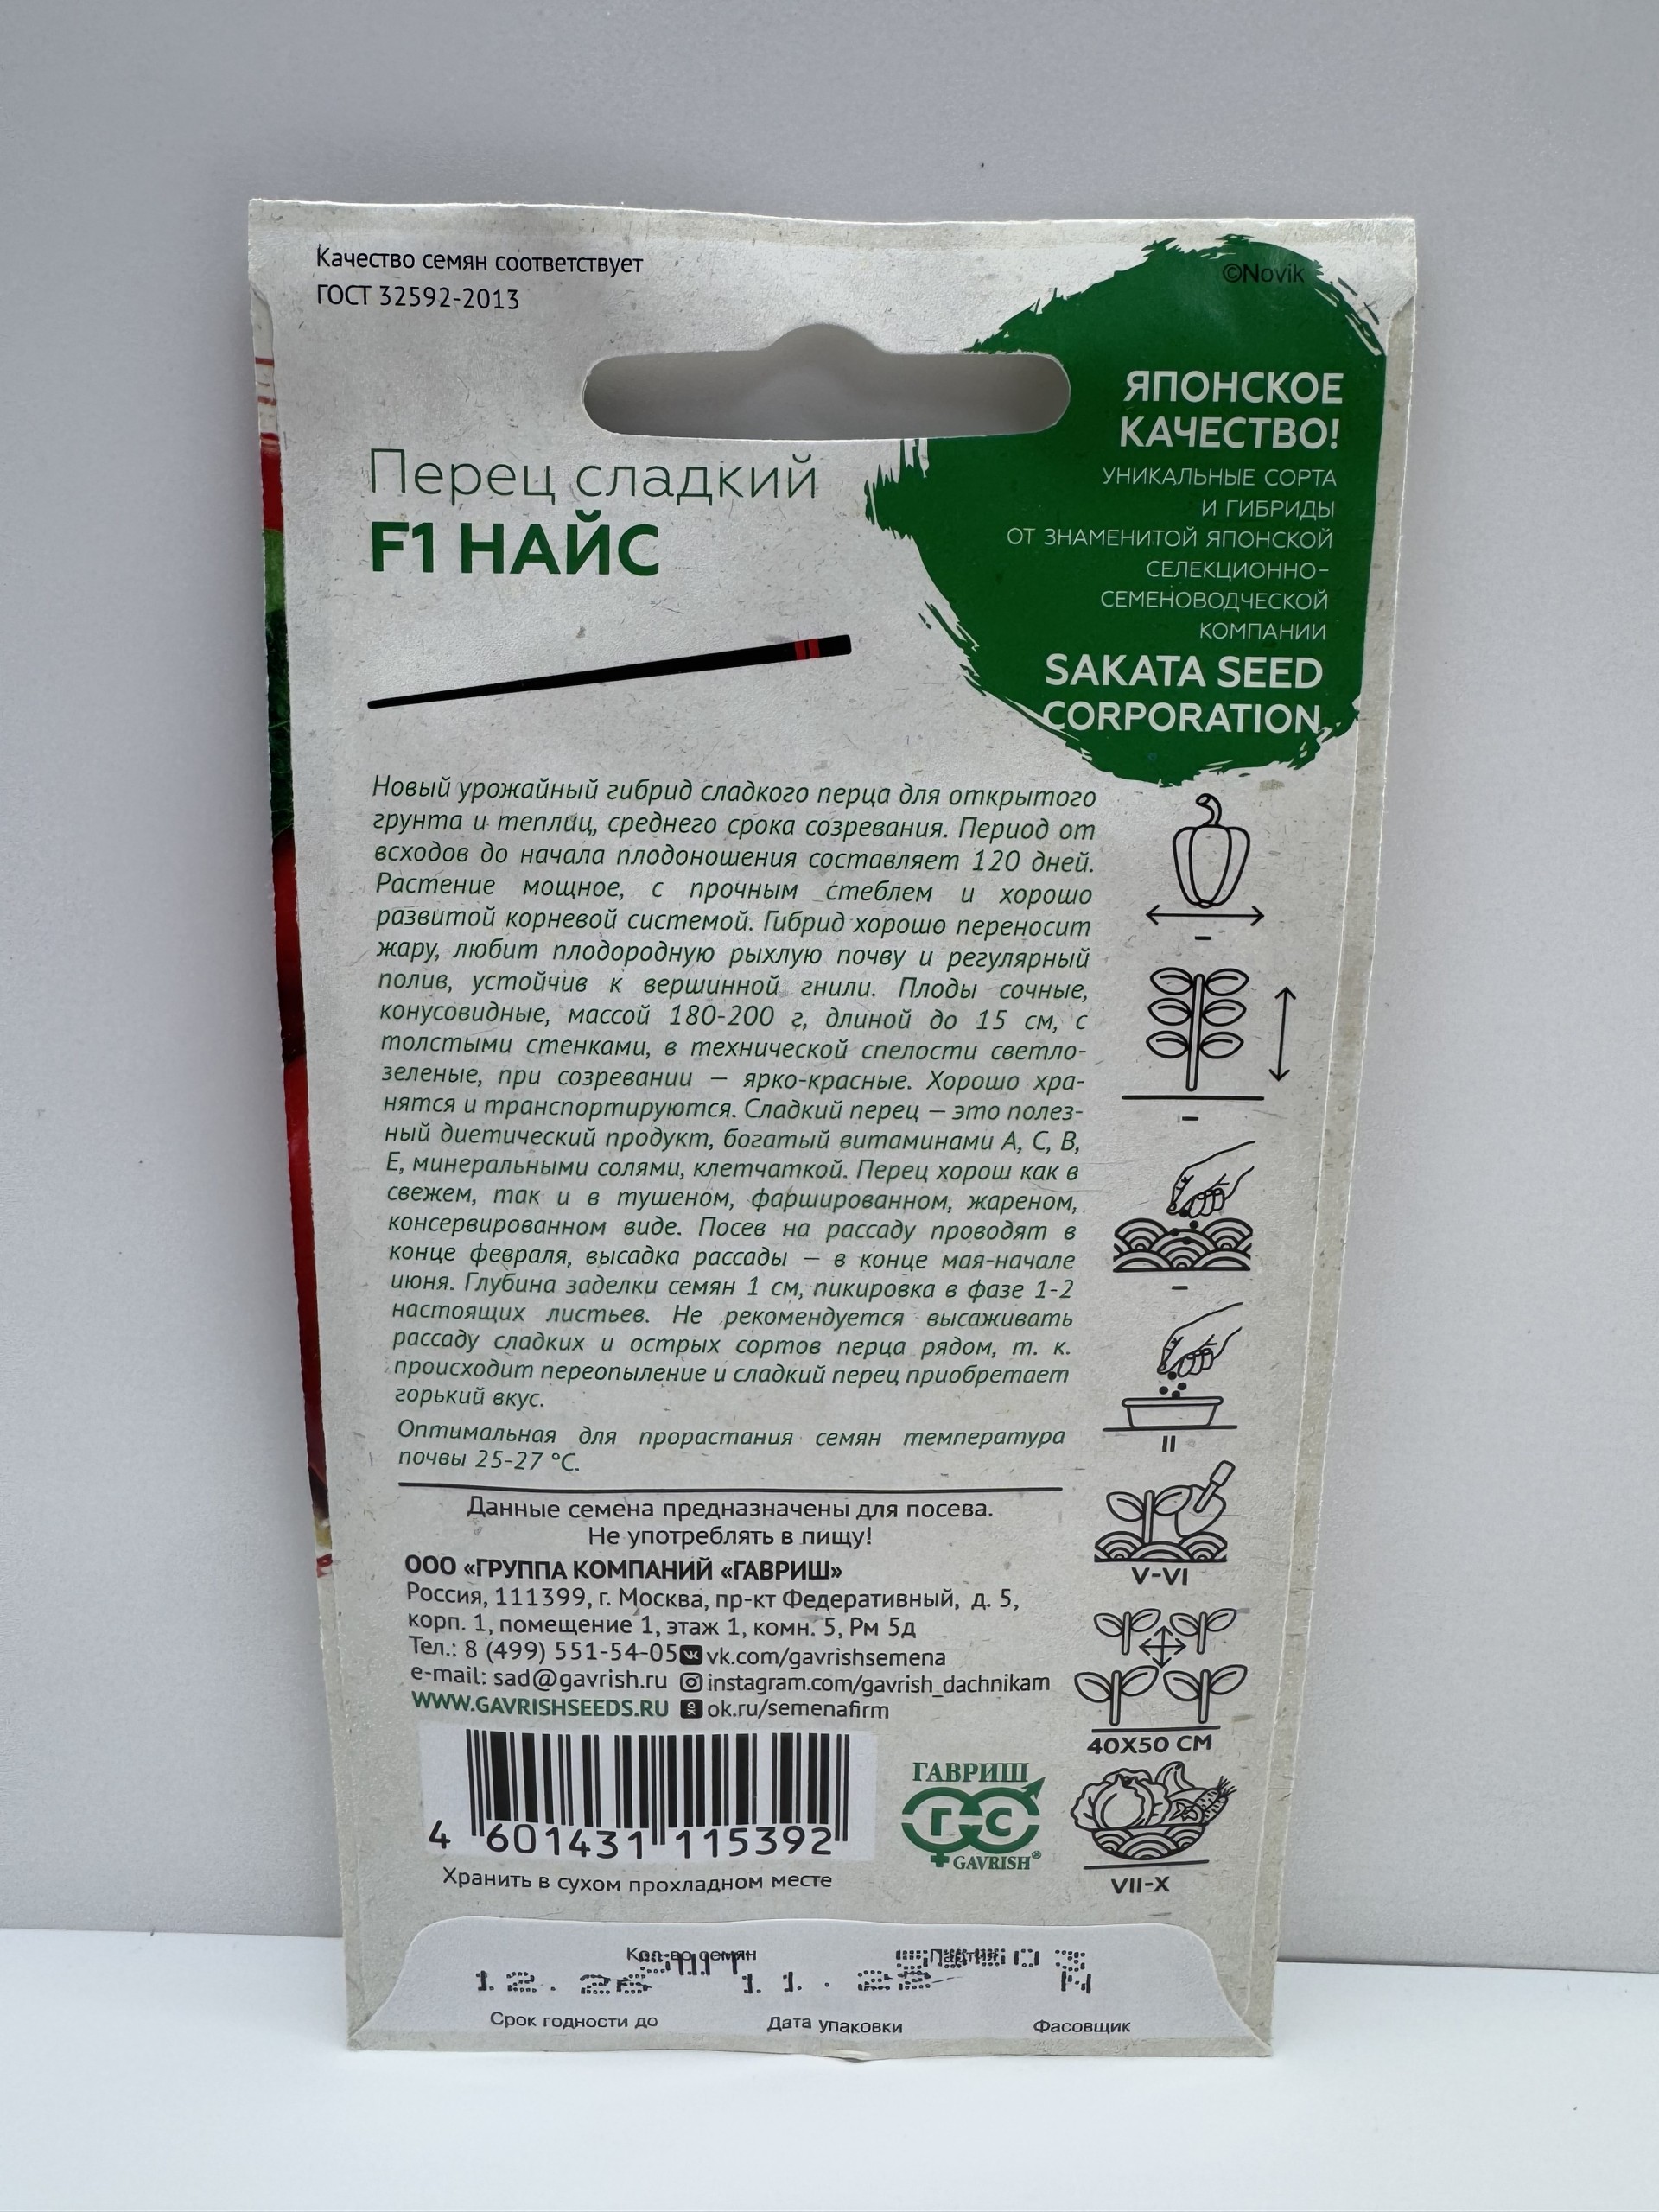 Качество семян соответствует
ГОСТ 32592-2013
©Novik
ЯПОНСКОЕ
КАЧЕСТВО!
УНИКАЛЬНЫЕ СОРТА
И ГИБРИДЫ
ОТ ЗНАМЕНИТОЙ ЯПОНСКОЙ
СЕЛЕКЦИОННО-
СЕМЕНОВОДЧЕСКОЙ
КОМПАНИИ
SAKATA SEED
CORPORATION
Перец сладкий
F1 НАЙС
Новый урожайный гибрид сладкого перца для открытого
грунта и теплиц, среднего срока созревания. Период от
всходов до начала плодоношения составляет 120 дней.
Растение мощное, с прочным стеблем и хорошо
развитой корневой системой. Гибрид хорошо переносит
жару, любит плодородную рыхлую почву и регулярный
полив, устойчив к вершинной гнили. Плоды сочные,
конусовидные, массой 180-200 г, длиной до 15 см, с
толстыми стенками, в технической спелости светло-
зеленые, при созревании – ярко-красные. Хорошо хра-
нятся и транспортируются. Сладкий перец – это полез-
ный диетический продукт, богатый витаминами А, С, В,
Е, минеральными солями, клетчаткой. Перец хорош как в
свежем, так и в тушеном, фаршированном, жареном,
консервированном виде. Посев на рассаду проводят в
конце февраля, высадка рассады – в конце мая-начале
июня. Глубина заделки семян 1 см, пикировка в фазе 1-2
настоящих листьев. Не рекомендуется высаживать
рассаду сладких и острых сортов перца рядом, т. к.
происходит переопыление и сладкий перец приобретает
горький вкус.
Оптимальная для прорастания семян температура
почвы 25-27 °С.
–
–
–
II
V-VI
40X50 СМ
VII-X
Данные семена предназначены для посева.
Не употреблять в пищу!
ООО «ГРУППА КОМПАНИЙ «ГАВРИШ»
Россия, 111399, г. Москва, пр-кт Федеративный, д. 5,
корп. 1, помещение 1, этаж 1, комн. 5, Рм 5д
Тел.: 8 (499) 551-54-05 vk.com/gavrishsemena
e-mail: sad@gavrish.ru instagram.com/gavrish_dachnikam
WWW.GAVRISHSEEDS.RU ok.ru/semenafirm
4 601431 115392
ГАВРИШ
Г С
GAVRISH®
Хранить в сухом прохладном месте
Кол-во семян Партия
12.26 11.25
Срок годности до Дата упаковки Фасовщик